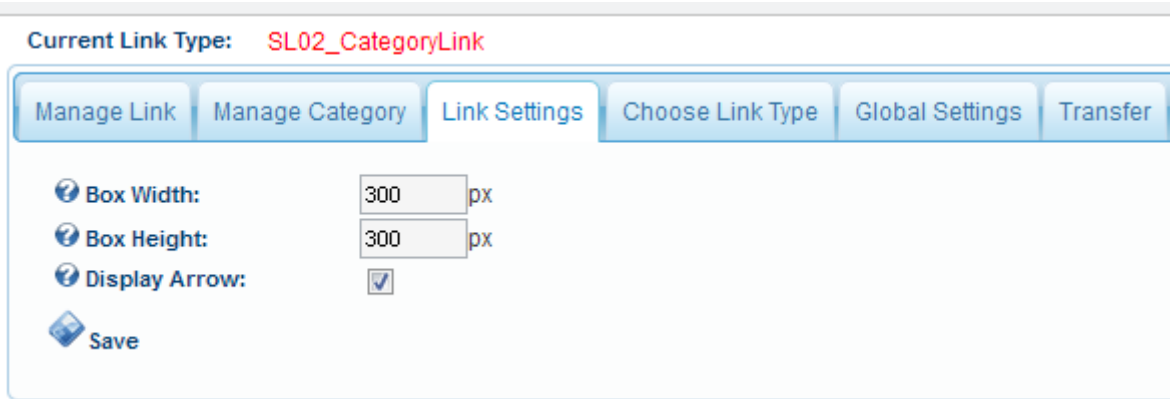 Current Link Type: SL02_CategoryLink
Manage Link Manage Category Link Settings Choose Link Type Global Settings Transfer
Box Width: 300 px
Box Height: 300 px
Display Arrow:
Save